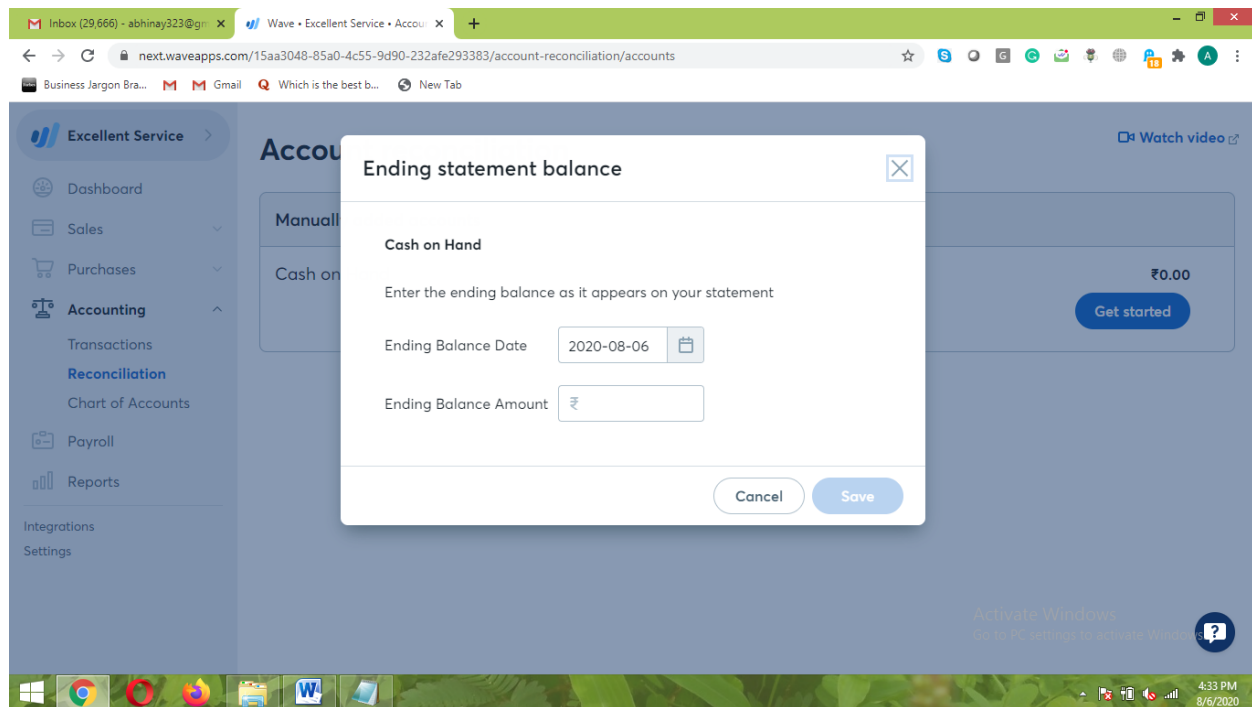 Inbox (29,666) - abhinay323@gm
Wave • Excellent Service • Accou
next.waveapps.com/15aa3048-85a0-4c55-9d90-232afe293383/account-reconciliation/accounts
S G G 18 A
Business Jargon Bra... M M Gmail Q Which is the best b... New Tab
Excellent Service
Accou
Watch video
Ending statement balance
Dashboard
Manuall
Sales
Cash on Hand
Purchases
Cash on
₹0.00
Enter the ending balance as it appears on your statement
Accounting
Get started
Transactions
Ending Balance Date 2020-08-06
Reconciliation
Chart of Accounts
Ending Balance Amount ₹
Payroll
Reports
Cancel Save
Integrations
Settings
Activate Windows
Go to PC settings to activate Windows
?
W
4:33 PM
8/6/2020